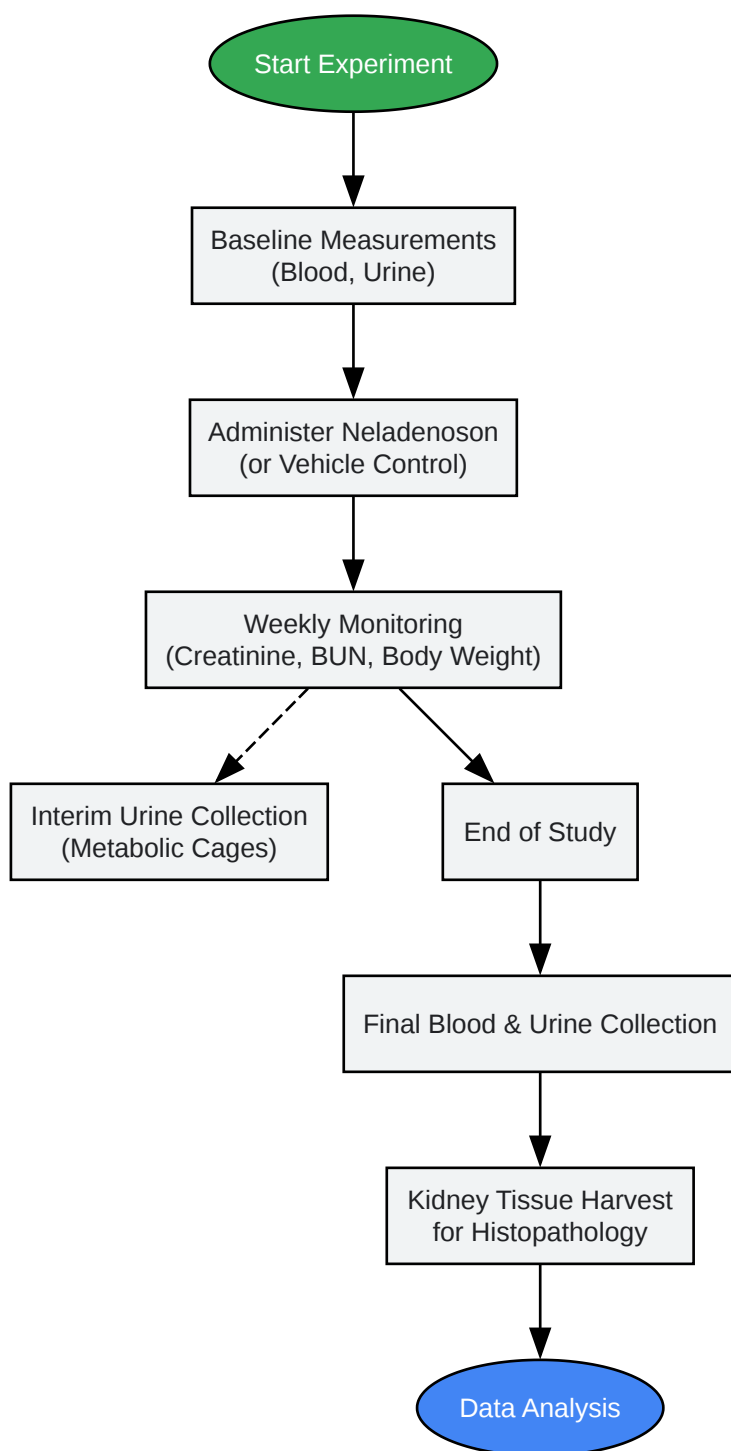 Start Experiment
Baseline Measurements
(Blood, Urine)
Administer Neladenoson
(or Vehicle Control)
Weekly Monitoring
(Creatinine, BUN, Body Weight)
Interim Urine Collection
(Metabolic Cages)
End of Study
Final Blood & Urine Collection
Kidney Tissue Harvest
for Histopathology
Data Analysis